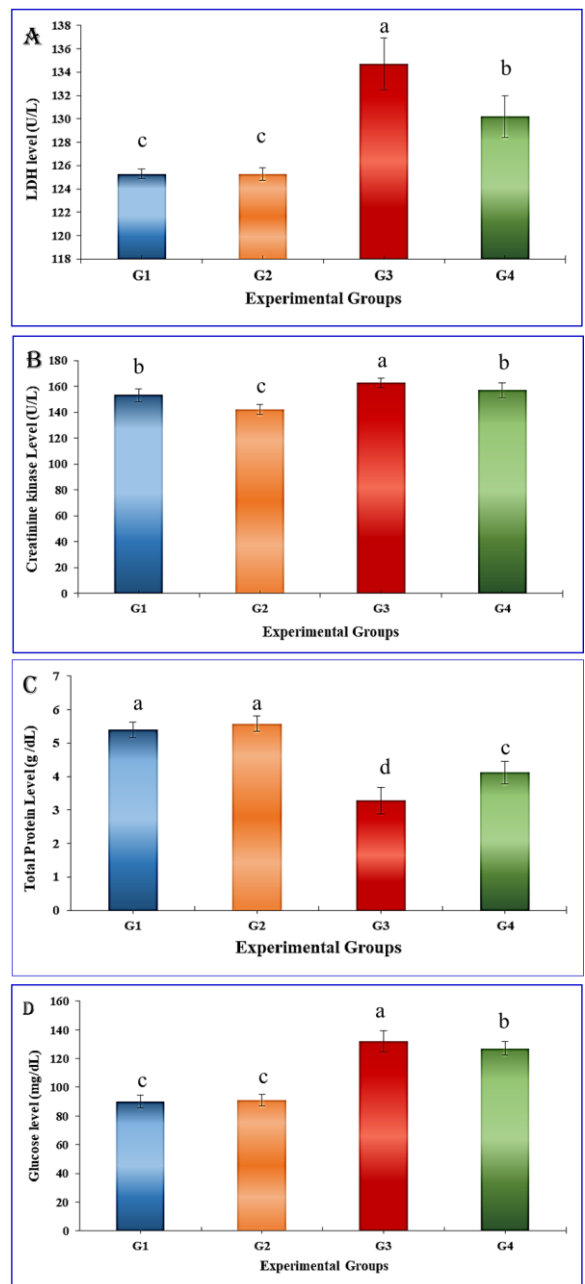 A
LDH level (U/L)
138
136
134
132
130
128
126
124
122
120
118
c
c
a
b
G1
G2
G3
G4
Experimental Groups
B
Creatinine kinase Level (U/L)
180
160
140
120
100
80
60
40
20
0
b
c
a
b
G1
G2
G3
G4
Experimental Groups
C
Total Protein Level (g /dL)
7
6
5
4
3
2
1
0
a
a
d
c
G1
G2
G3
G4
Experimental Groups
D
Glucose level (mg/dL)
160
140
120
100
80
60
40
20
0
c
c
a
b
G1
G2
G3
G4
Experimental Groups